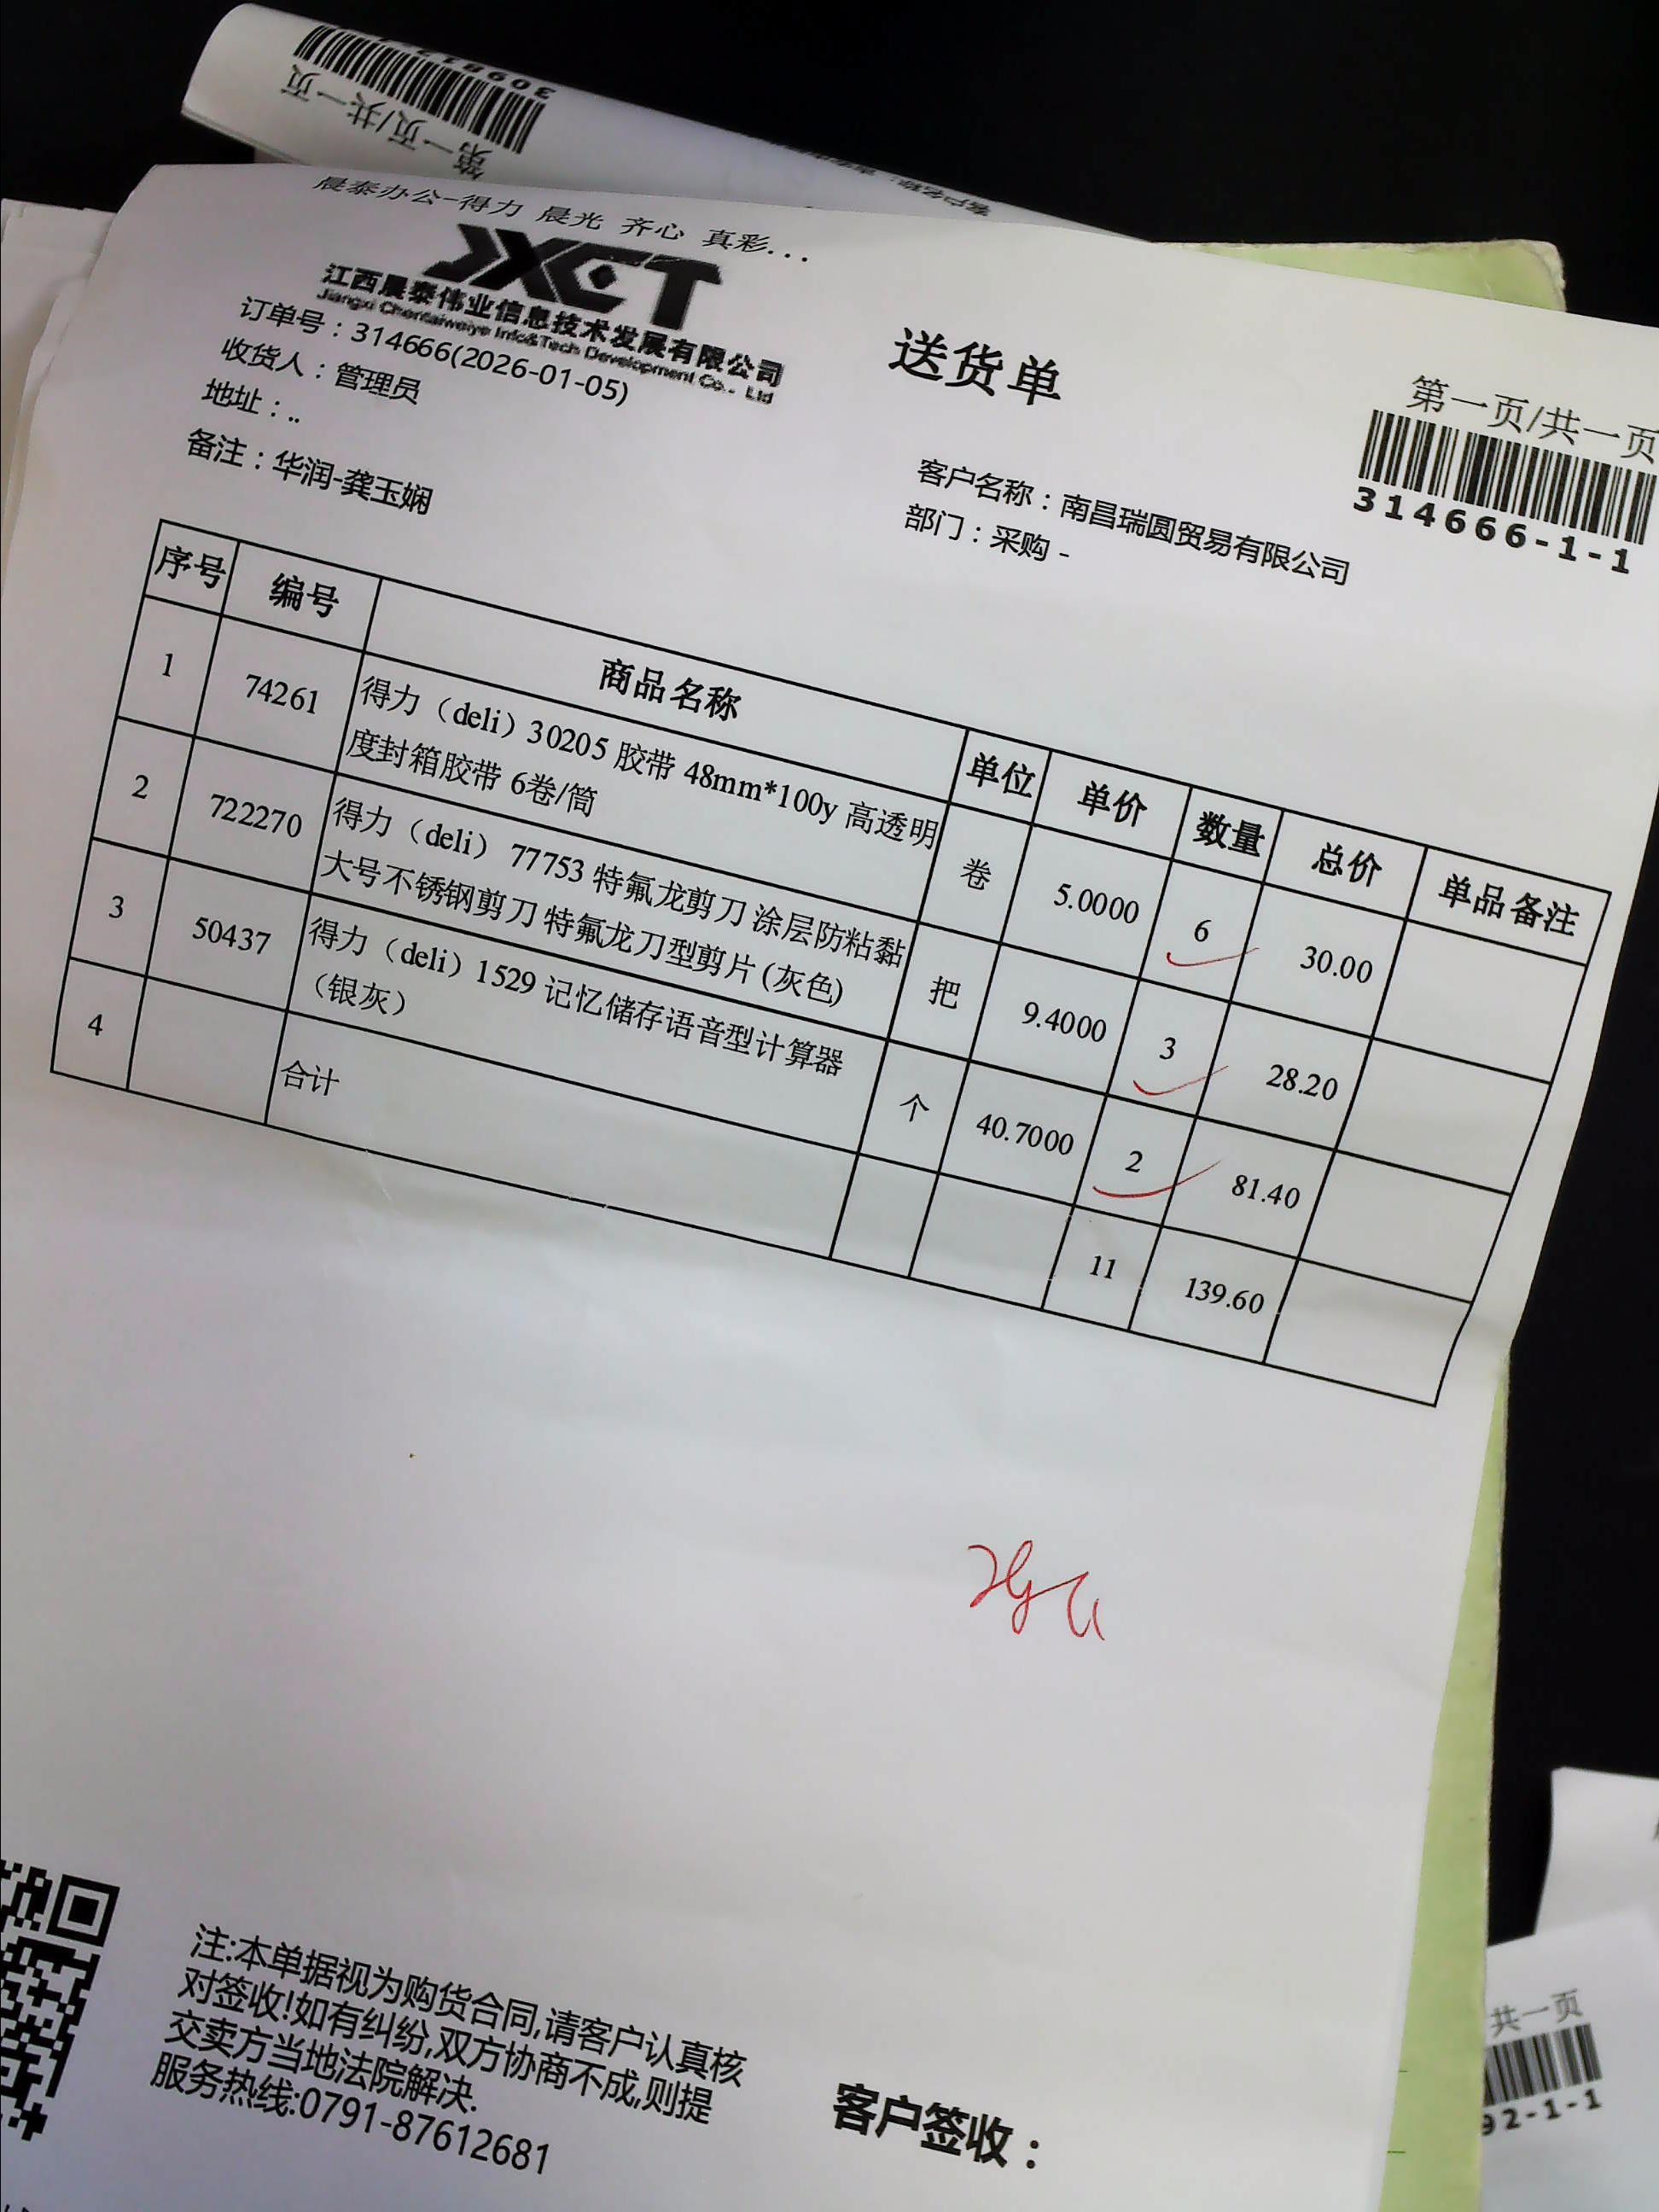 第一页/共一页
晨泰办公-得力 晨光 齐心 真彩...
JXCT
江西晨泰伟业信息技术发展有限公司
Jiangxi Chentaiweiye Info&Tech Development Co., Ltd
送货单
第一页/共一页
314666-1-1
订单号：314666(2026-01-05)
收货人：管理员
地址：..
备注：华润-龚玉娴
客户名称：南昌瑞圆贸易有限公司
部门：采购 -
序号 编号 商品名称 单位 单价 数量 总价 单品备注
1 74261 得力（deli）30205 胶带 48mm*100y 高透明
度封箱胶带 6卷/筒 卷 5.0000 6 30.00
2 722270 得力（deli） 77753 特氟龙剪刀 涂层防粘黏
大号不锈钢剪刀 特氟龙刀型剪片 (灰色) 把 9.4000 3 28.20
3 50437 得力（deli）1529 记忆储存语音型计算器
（银灰） 个 40.7000 2 81.40
4 合计 11 139.60
注:本单据视为购货合同,请客户认真核
对签收!如有纠纷,双方协商不成,则提
交卖方当地法院解决.
服务热线:0791-87612681
客户签收：
共一页
92-1-1